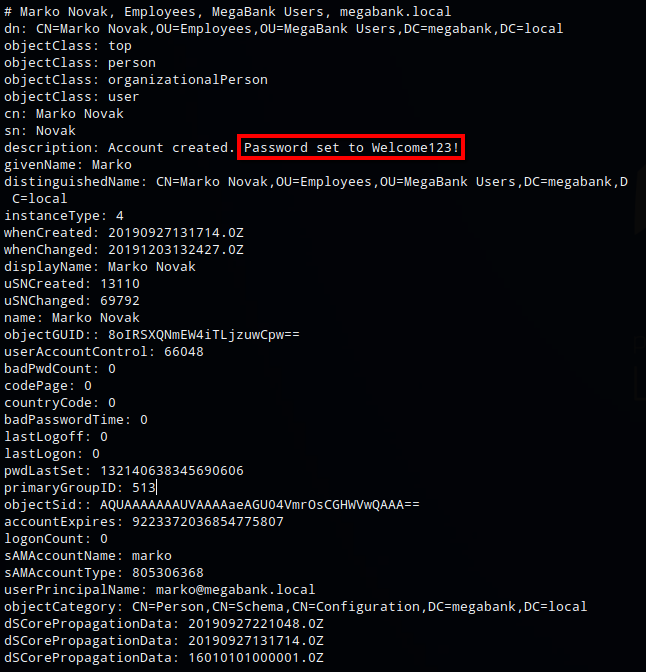 # Marko Novak, Employees, MegaBank Users, megabank.local
dn: CN=Marko Novak,OU=Employees,OU=MegaBank Users,DC=megabank,DC=local
objectClass: top
objectClass: person
objectClass: organizationalPerson
objectClass: user
cn: Marko Novak
sn: Novak
description: Account created. Password set to Welcome123!
givenName: Marko
distinguishedName: CN=Marko Novak,OU=Employees,OU=MegaBank Users,DC=megabank,D
 C=local
instanceType: 4
whenCreated: 20190927131714.0Z
whenChanged: 20191203132427.0Z
displayName: Marko Novak
uSNCreated: 13110
uSNChanged: 69792
name: Marko Novak
objectGUID:: 8oIRSXQNmEW4iTLjzuwCpw==
userAccountControl: 66048
badPwdCount: 0
codePage: 0
countryCode: 0
badPasswordTime: 0
lastLogoff: 0
lastLogon: 0
pwdLastSet: 132140638345690606
primaryGroupID: 513
objectSid:: AQUAAAAAAAUVAAAAaeAGU04VmrOsCGHWVwQAAA==
accountExpires: 9223372036854775807
logonCount: 0
sAMAccountName: marko
sAMAccountType: 805306368
userPrincipalName: marko@megabank.local
objectCategory: CN=Person,CN=Schema,CN=Configuration,DC=megabank,DC=local
dSCorePropagationData: 20190927221048.0Z
dSCorePropagationData: 20190927131714.0Z
dSCorePropagationData: 16010101000001.0Z